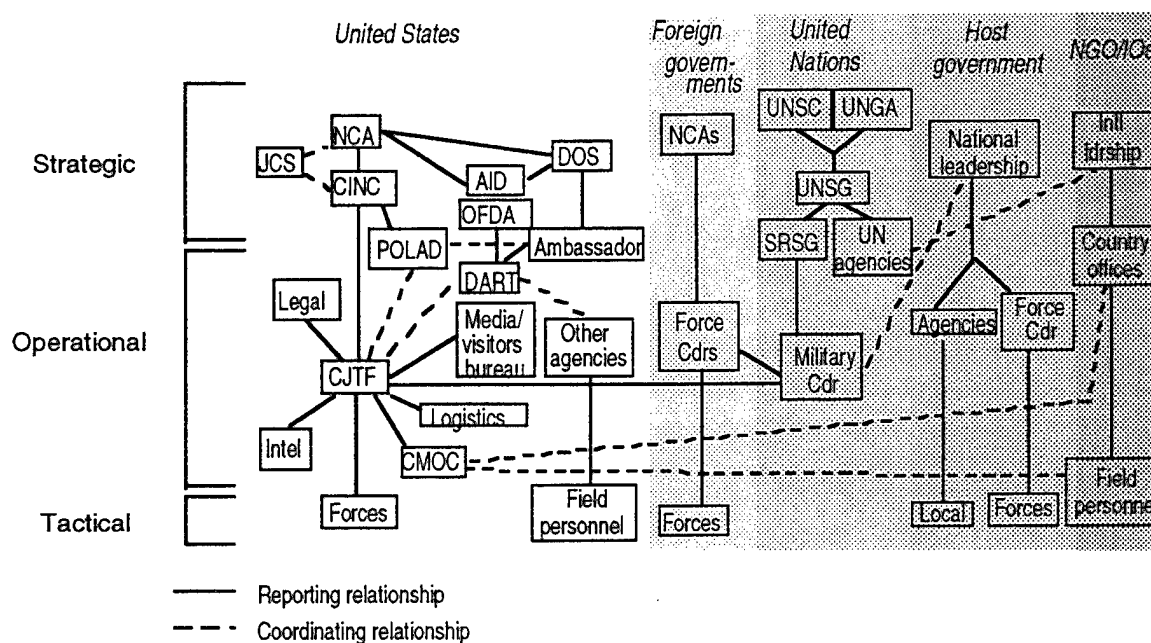 United States
Foreign
govern-
ments
United
Nations
Host
government
NGO/IOs
Strategic
JCS
NCA
CINC
AID
DOS
OFDA
POLAD
Ambassador
DART
NCAs
UNSC
UNGA
UNSG
SRSG
UN
agencies
National
leadership
Intl
ldrship
Country
offices
Operational
Legal
Media/
visitors
bureau
Other
agencies
CJTF
Logistics
Intel
CMOC
Force
Cdrs
Military
Cdr
Agencies
Force
Cdr
Tactical
Forces
Field
personnel
Forces
Local
Forces
Field
personnel
Reporting relationship
Coordinating relationship